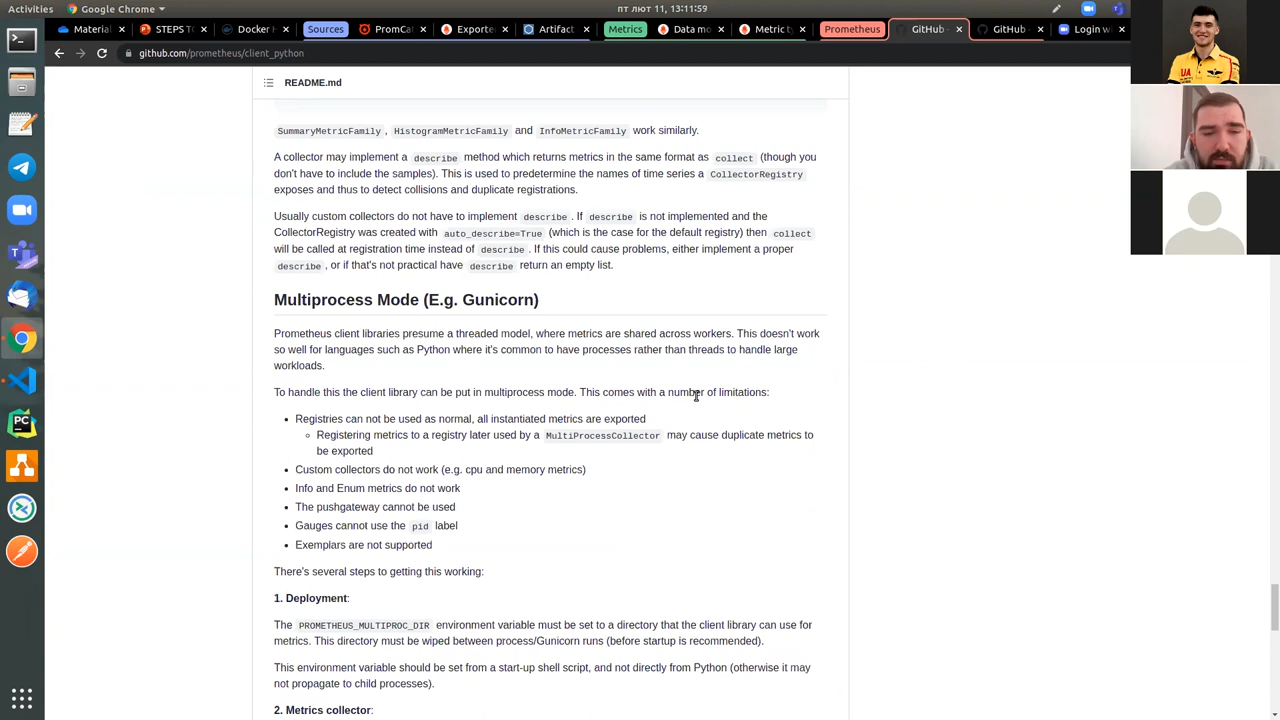 Activities
Google Chrome
пт лют 11, 13:11:59
Material
STEPS TO
Docker H
Sources
PromCat
Exporte
Artifact
Metrics
Data mo
Metric ty
Prometheus
GitHub -
GitHub -
Login wi
github.com/prometheus/client_python
README.md
SummaryMetricFamily , HistogramMetricFamily and InfoMetricFamily work similarly.
A collector may implement a describe method which returns metrics in the same format as collect (though you
don't have to include the samples). This is used to predetermine the names of time series a CollectorRegistry
exposes and thus to detect collisions and duplicate registrations.
Usually custom collectors do not have to implement describe . If describe is not implemented and the
CollectorRegistry was created with auto_describe=True (which is the case for the default registry) then collect
will be called at registration time instead of describe . If this could cause problems, either implement a proper
describe , or if that's not practical have describe return an empty list.
Multiprocess Mode (E.g. Gunicorn)
Prometheus client libraries presume a threaded model, where metrics are shared across workers. This doesn't work
so well for languages such as Python where it's common to have processes rather than threads to handle large
workloads.
To handle this the client library can be put in multiprocess mode. This comes with a number of limitations:
• Registries can not be used as normal, all instantiated metrics are exported
◦ Registering metrics to a registry later used by a MultiProcessCollector may cause duplicate metrics to
be exported
• Custom collectors do not work (e.g. cpu and memory metrics)
• Info and Enum metrics do not work
• The pushgateway cannot be used
• Gauges cannot use the pid label
• Exemplars are not supported
There's several steps to getting this working:
1. Deployment:
The PROMETHEUS_MULTIPROC_DIR environment variable must be set to a directory that the client library can use for
metrics. This directory must be wiped between process/Gunicorn runs (before startup is recommended).
This environment variable should be set from a start-up shell script, and not directly from Python (otherwise it may
not propagate to child processes).
2. Metrics collector:
UA